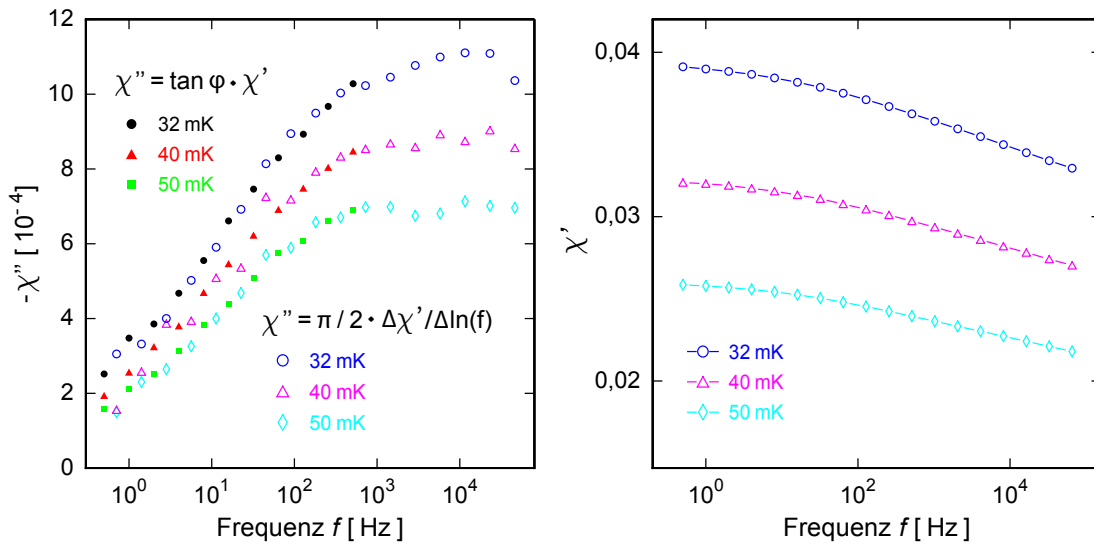 12
10
8
6
4
2
0
-χ'' [ 10⁻⁴ ]
χ'' = tan φ · χ'
32 mK
40 mK
50 mK
χ'' = π / 2 · Δχ' / Δln(f)
32 mK
40 mK
50 mK
10⁰ 10¹ 10² 10³ 10⁴
Frequenz f [ Hz ]
0,04
0,03
0,02
χ'
32 mK
40 mK
50 mK
10⁰ 10² 10⁴
Frequenz f [ Hz ]